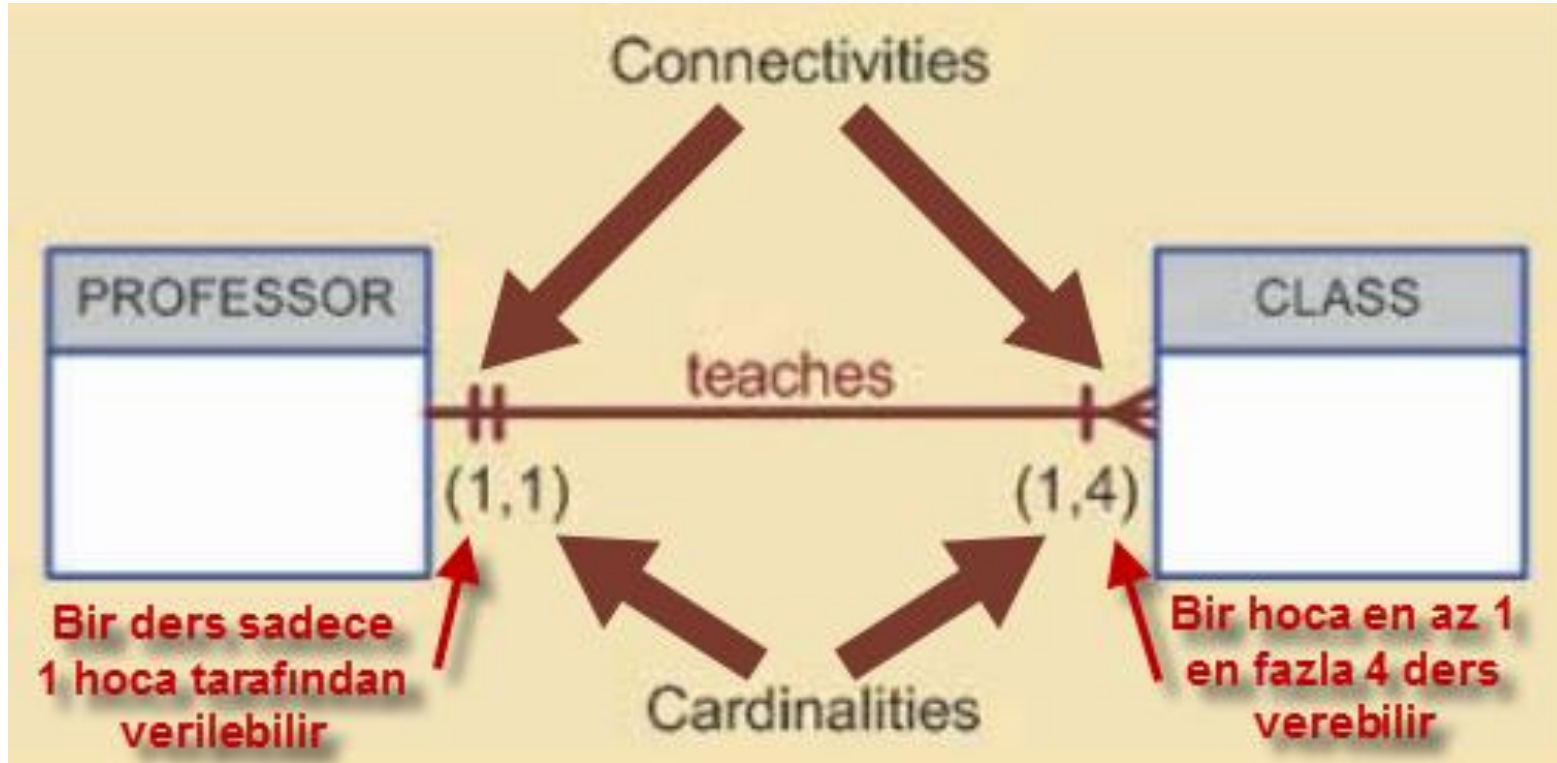 Connectivities
PROFESSOR
CLASS
teaches
(1,1)
(1,4)
Bir ders sadece
1 hoca tarafından
verilebilir
Bir hoca en az 1
en fazla 4 ders
verebilir
Cardinalities